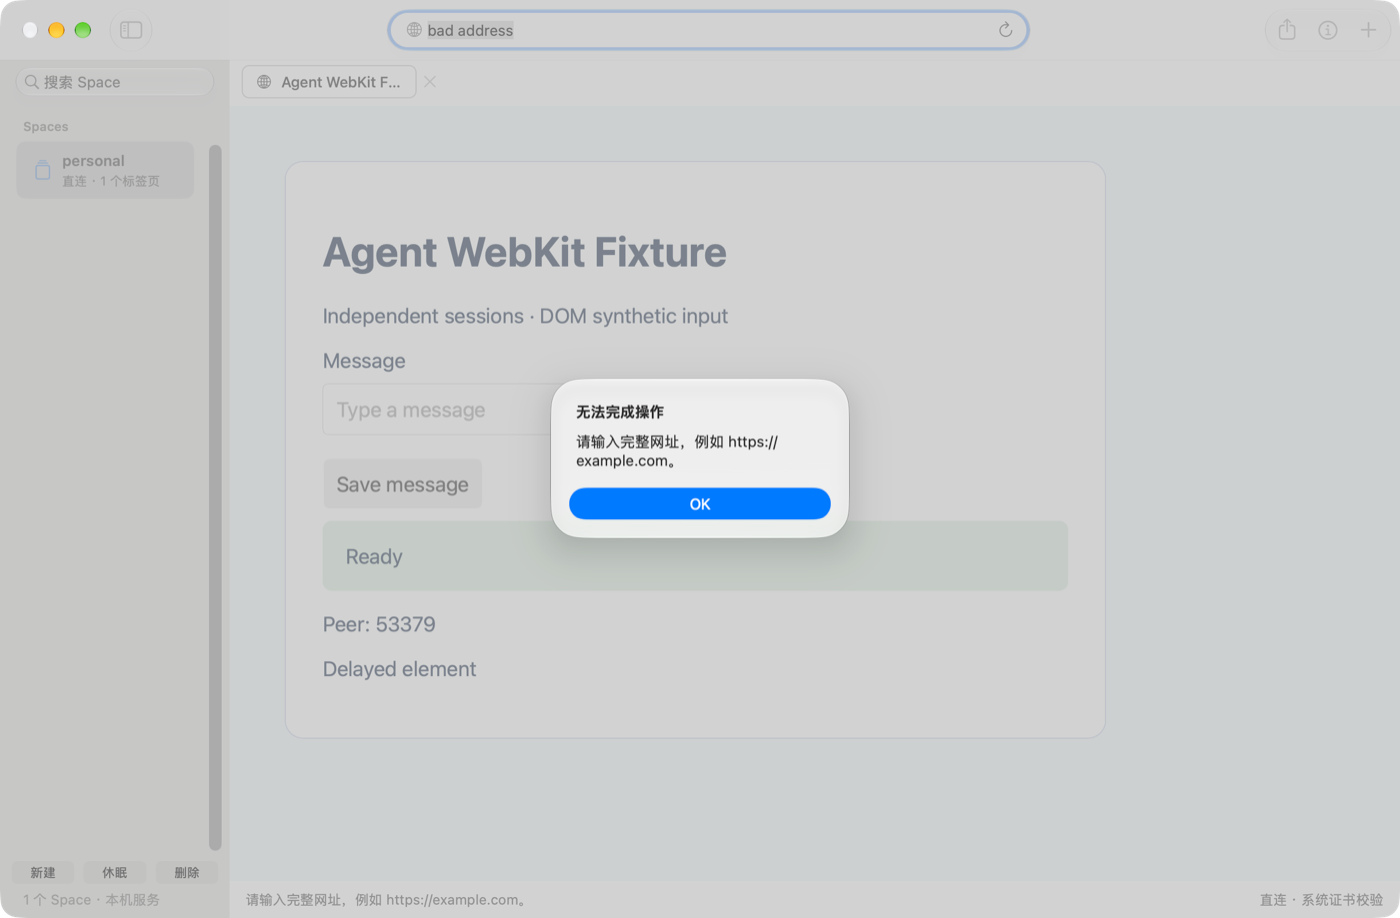 bad address
搜索 Space
Agent WebKit F...
Spaces
personal
直连 · 1 个标签页
Agent WebKit Fixture
Independent sessions · DOM synthetic input
Message
Type a message
Save message
Ready
Peer: 53379
Delayed element
无法完成操作
请输入完整网址，例如 https://
example.com。
OK
新建 休眠 删除
1 个 Space · 本机服务
请输入完整网址，例如 https://example.com。
直连 · 系统证书校验